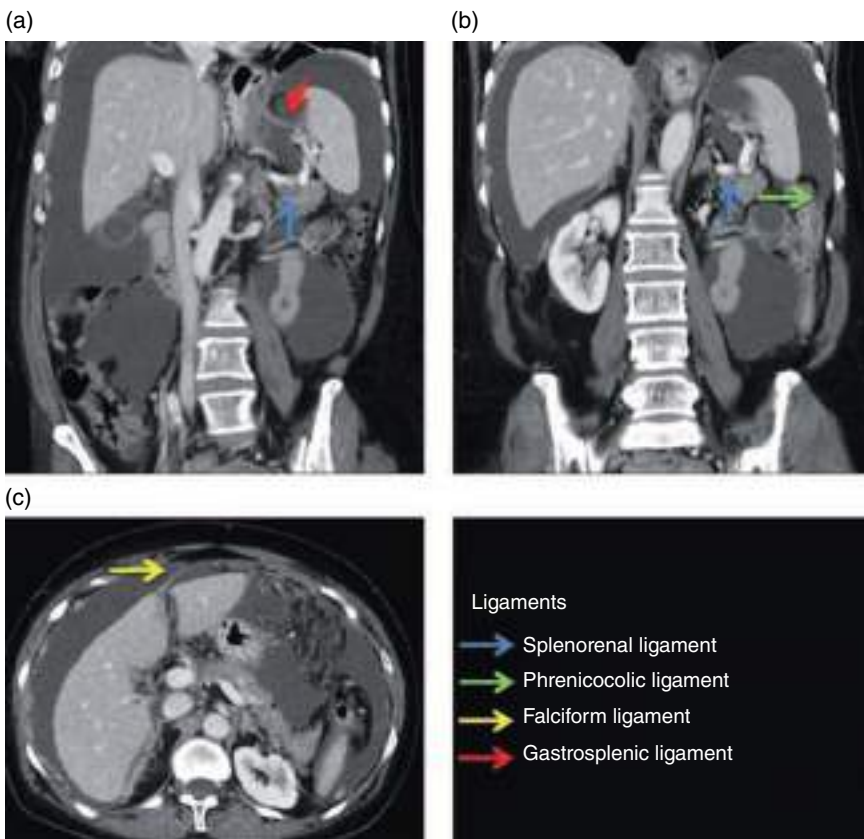 (a)
(b)
(c)
Ligaments
Splenorenal ligament
Phrenicocolic ligament
Falciform ligament
Gastrosplenic ligament